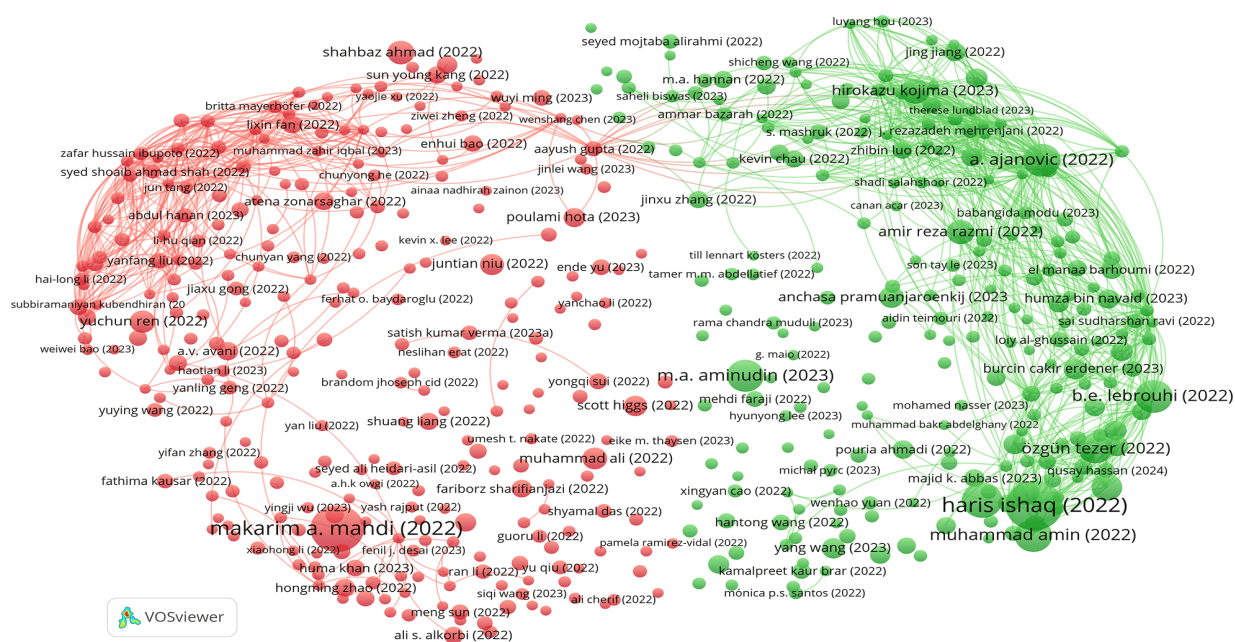 luyang hou (2023)
seyed mojtaba alirahmi (2022)
shahbaz ahmad (2022)
jing jiang (2022)
shicheng wang (2022)
sun young kang (2022)
m.a. hannan (2022)
hirokazu kojima (2023)
yaojie xu (2022)
wuyi ming (2023)
saheli biswas (2023)
britta mayerhöfer (2022)
therese lundblad (2023)
ziwei zheng (2022)
wenshang chen (2023)
ammar bazarah (2022)
lixin fan (2022)
s. mashruk (2022)
j. rezazadeh mehrenjani (2022)
enhui bao (2022)
aayush gupta (2022)
muhammad zahir iqbal (2023)
zhibin luo (2022)
zafar hussain ibupoto (2022)
kevin chau (2022)
a. ajanovic (2022)
syed shoaib ahmad shah (2022)
chunyong he (2022)
jinlei wang (2023)
shadi salahshoor (2022)
jun tang (2022)
ainaa nadhirah zainon (2023)
atena zonarsaghar (2022)
jinxu zhang (2022)
canan acar (2023)
babangida modu (2023)
abdul hanan (2023)
poulami hota (2023)
amir reza razmi (2022)
li-hu qian (2022)
kevin x. lee (2022)
chunyan yang (2022)
till lennart kösters (2022)
yanfang liu (2022)
juntian niu (2022)
ende yu (2023)
son tay le (2023)
el manaa barhoumi (2022)
tamer m.m. abdellatief (2022)
hai-long li (2022)
jiaxu gong (2022)
ferhat o. baydaroglu (2022)
yanchao li (2022)
anchasa pramuanjaroenkij (2023
humza bin navaid (2023)
subbiramaniyan kubendhiran (20
yuchun ren (2022)
rama chandra muduli (2023)
aidin teimouri (2022)
sai sudharshan ravi (2022)
satish kumar verma (2023a)
loiy al-ghussain (2022)
weiwei bao (2023)
a.v. avani (2022)
neslihan erat (2022)
g. maio (2022)
haotian li (2023)
burcin cakir erdener (2023)
m.a. aminudin (2023)
yanling geng (2022)
brandom jhoseph cid (2022)
yongqi sui (2022)
b.e. lebrouhi (2022)
mehdi faraji (2022)
scott higgs (2022)
mohamed nasser (2023)
yuying wang (2022)
hyunyong lee (2023)
shuang liang (2022)
yan liu (2022)
muhammad bakr abdelghany (2022
umesh t. nakate (2022)
eike m. thaysen (2023)
özgün tezer (2022)
pouria ahmadi (2022)
yifan zhang (2022)
muhammad ali (2022)
seyed ali heidari-asil (2022)
michał pyrc (2023)
qusay hassan (2024)
fathima kausar (2022)
a.h.k owgi (2022)
majid k. abbas (2023)
fariborz sharifianjazi (2022)
xingyan cao (2022)
wenhao yuan (2022)
haris ishaq (2022)
yingji wu (2023)
yash rajput (2022)
shyamal das (2022)
hantong wang (2022)
makarim a. mahdi (2022)
guoru li (2022)
muhammad amin (2022)
pamela ramirez-vidal (2022)
yang wang (2023)
xiaohong li (2022)
fenil j. desai (2023)
huma khan (2023)
ran li (2022)
yu qiu (2022)
kamalpreet kaur brar (2022)
hongming zhao (2022)
siqi wang (2023)
ali cherif (2022)
mónica p.s. santos (2022)
meng sun (2022)
VOSviewer
ali s. alkorbi (2022)